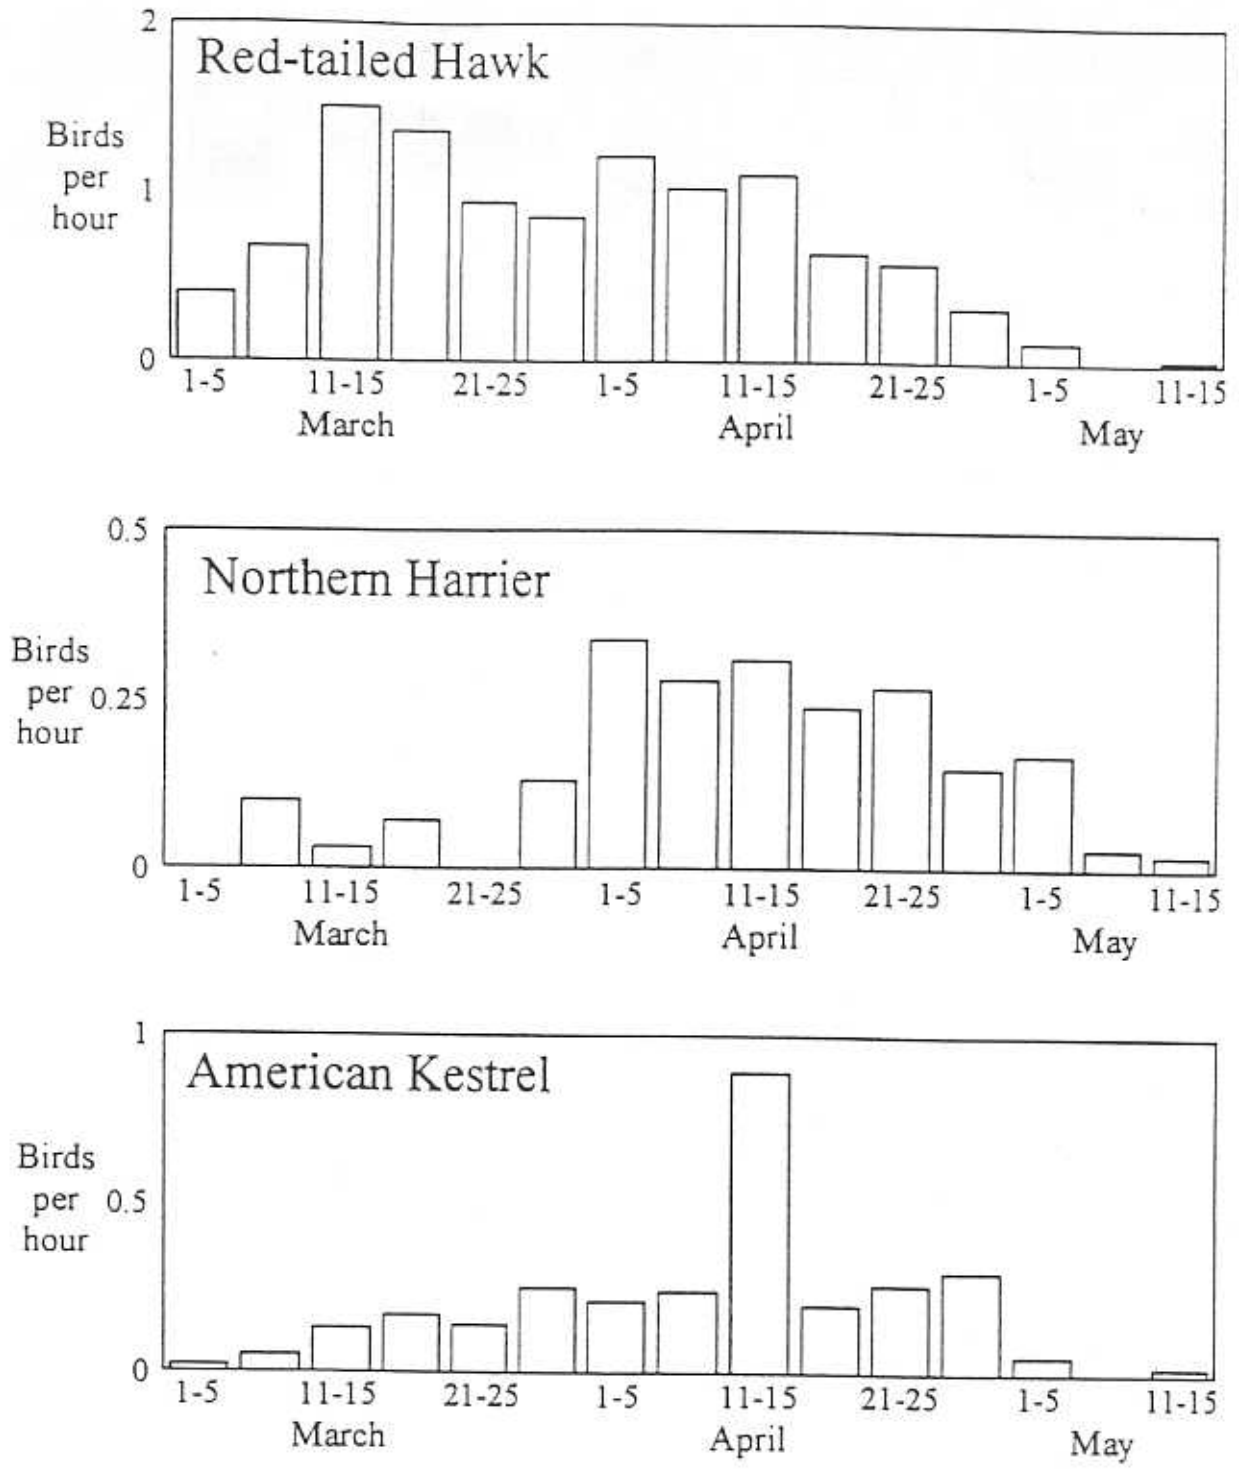 2
Red-tailed Hawk
Birds
per
hour
1
0
1-5 11-15 21-25 1-5 11-15 21-25 1-5 11-15
March April May
0.5
Northern Harrier
Birds
per
hour
0.25
0
1-5 11-15 21-25 1-5 11-15 21-25 1-5 11-15
March April May
1
American Kestrel
Birds
per
hour
0.5
0
1-5 11-15 21-25 1-5 11-15 21-25 1-5 11-15
March April May